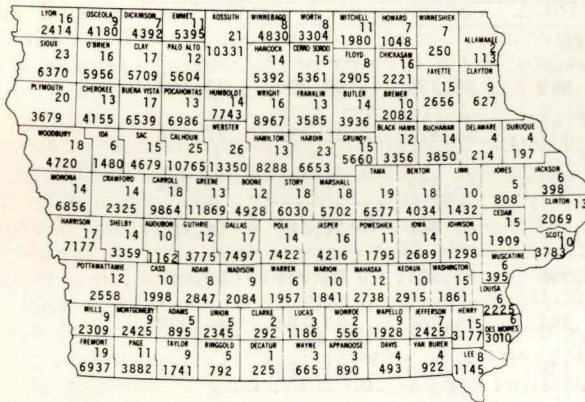 LYON 16
2414
OSCEOLA
9
4180
DICKINSON
7
4392
EMMET
11
5395
KOSSUTH
21
10331
WINNEBAGO
8
4830
WORTH
8
3304
MITCHELL
11
1980
HOWARD
7
1048
WINNESHIEK
7
250
ALLAMAKEE
2
113
SIOUX
23
6370
O'BRIEN
16
5956
CLAY
17
5709
PALO ALTO
12
5604
HANCOCK
14
5392
CERRO GORDO
15
5361
FLOYD
8
2905
CHICKASAW
16
2221
FAYETTE
15
2656
CLAYTON
9
627
PLYMOUTH
20
3679
CHEROKEE
13
4155
BUENA VISTA
17
6539
POCAHONTAS
13
6986
HUMBOLDT
14
7743
WRIGHT
16
8967
FRANKLIN
13
3585
BUTLER
14
3936
BREMER
10
2082
WOODBURY
18
4720
IDA
6
1480
SAC
15
4679
CALHOUN
25
10765
WEBSTER
26
13350
HAMILTON
13
8288
HARDIN
23
6653
GRUNDY
15
5660
BLACK HAWK
12
3356
BUCHANAN
14
3850
DELAWARE
4
214
DUBUQUE
4
197
MONONA
14
6856
CRAWFORD
14
2325
CARROLL
18
9864
GREENE
13
11869
BOONE
12
4928
STORY
18
6030
MARSHALL
18
5702
TAMA
19
6577
BENTON
18
4034
LINN
10
1432
JONES
5
808
JACKSON
6
398
CLINTON 13
2069
HARRISON
17
7177
SHELBY
14
3359
AUDUBON
10
1162
GUTHRIE
12
3775
DALLAS
17
7497
POLK
14
7422
JASPER
16
4216
POWESHIEK
11
1795
IOWA
14
2689
JOHNSON
10
1298
CEDAR
15
1909
SCOTT
10
3783
MUSCATINE
6
395
POTTAWATTAMIE
12
2558
CASS
10
1998
ADAIR
8
2847
MADISON
9
2084
WARREN
6
1957
MARION
10
1841
MAHASKA
12
2738
KEOKUK
10
2915
WASHINGTON
15
1861
LOUISA
6
2225
MILLS
9
2309
MONTGOMERY
9
2425
ADAMS
5
895
UNION
5
2345
CLARKE
2
292
LUCAS
3
1186
MONROE
2
556
WAPELLO
9
1928
JEFFERSON
7
2425
HENRY
15
3177
6
DES MOINES
3010
FREMONT
19
6937
PAGE
11
3882
TAYLOR
9
1741
RINGGOLD
5
792
DECATUR
1
225
WAYNE
3
665
APPANOOSE
3
890
DAVIS
4
493
VAN BUREN
4
922
LEE 8
1145